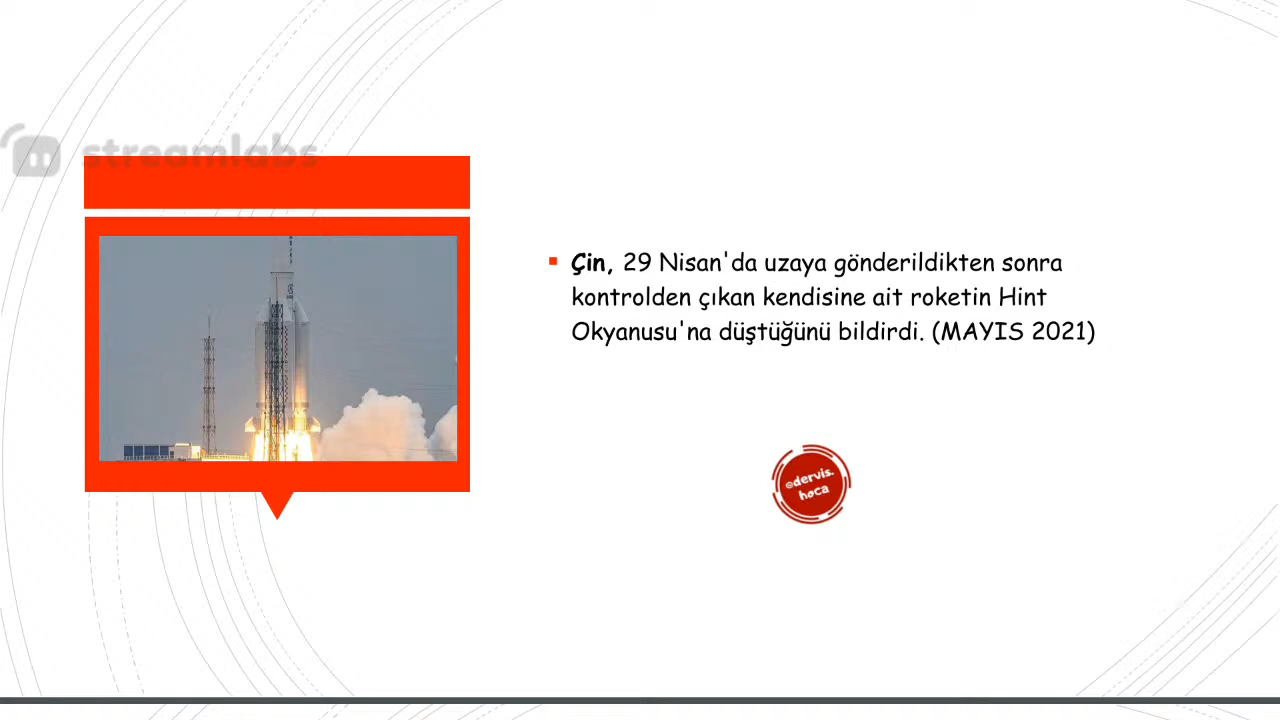 streamlabs
Çin, 29 Nisan'da uzaya gönderildikten sonra
kontrolden çıkan kendisine ait roketin Hint
Okyanusu'na düştüğünü bildirdi. (MAYIS 2021)
@dervis.
hoca